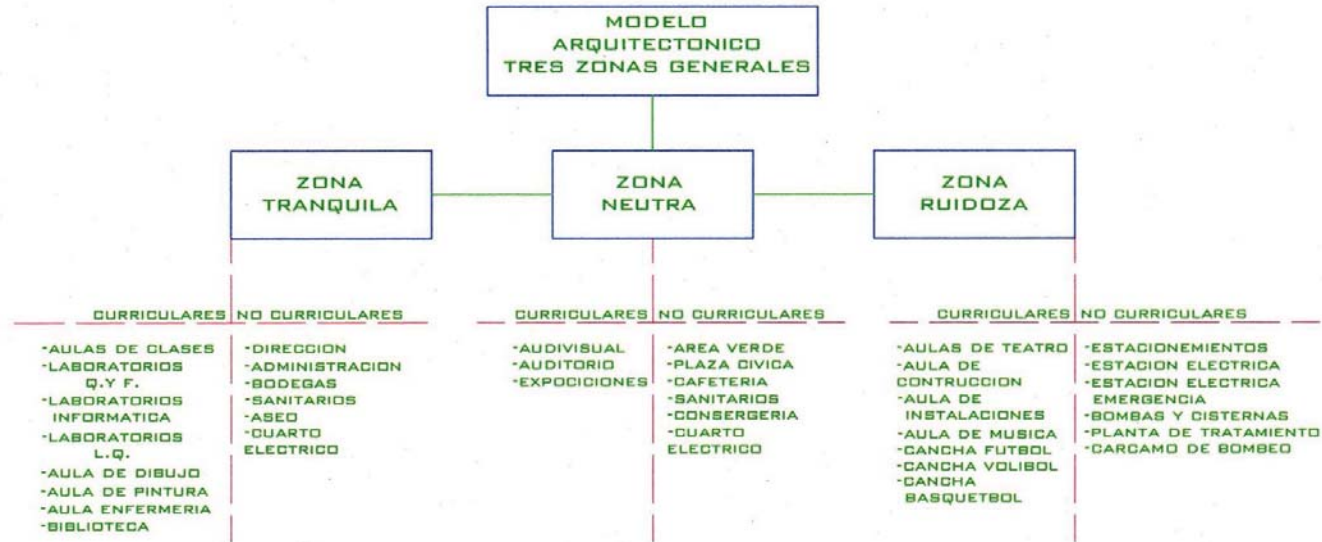 MODELO
ARQUITECTONICO
TRES ZONAS GENERALES
ZONA
TRANQUILA
ZONA
NEUTRA
ZONA
RUIDOZA
CURRICULARES
-AULAS DE CLASES
-LABORATORIOS
Q.Y F.
-LABORATORIOS
INFORMATICA
-LABORATORIOS
L.Q.
-AULA DE DIBUJO
-AULA DE PINTURA
-AULA ENFERMERIA
-BIBLIOTECA
NO CURRICULARES
-DIRECCION
-ADMINISTRACION
-BODEGAS
-SANITARIOS
-ASEO
-CUARTO
ELECTRICO
CURRICULARES
-AUDIVISUAL
-AUDITORIO
-EXPOCICIONES
NO CURRICULARES
-AREA VERDE
-PLAZA CIVICA
-CAFETERIA
-SANITARIOS
-CONSERGERIA
-CUARTO
ELECTRICO
CURRICULARES
-AULAS DE TEATRO
-AULA DE
CONTRUCCION
-AULA DE
INSTALACIONES
-AULA DE MUSICA
-CANCHA FUTBOL
-CANCHA VOLIBOL
-CANCHA
BASQUETBOL
NO CURRICULARES
-ESTACIONEMIENTOS
-ESTACION ELECTRICA
-ESTACION ELECTRICA
EMERGENCIA
-BOMBAS Y CISTERNAS
-PLANTA DE TRATAMIENTO
-CARCAMO DE BOMBEO